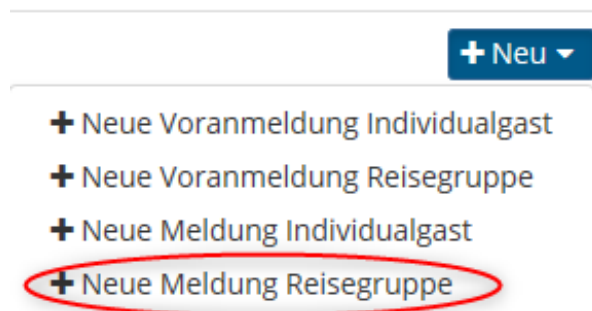 + Neu
+ Neue Voranmeldung Individualgast
+ Neue Voranmeldung Reisegruppe
+ Neue Meldung Individualgast
+ Neue Meldung Reisegruppe